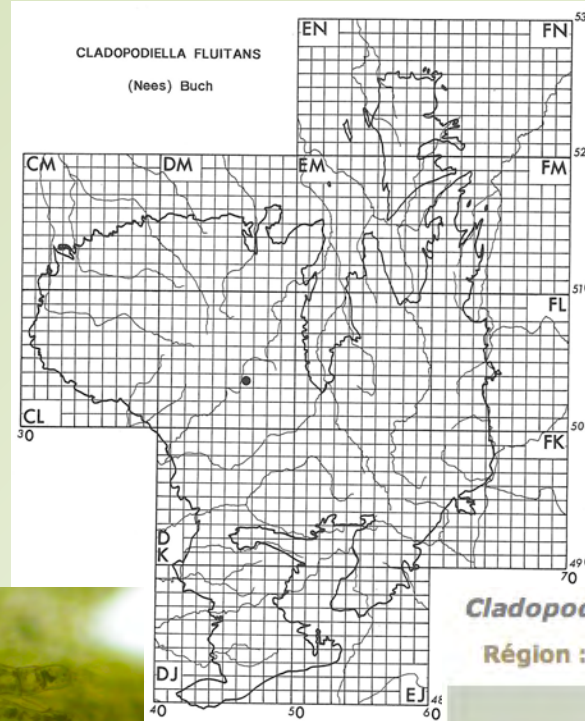 CLADOPODIELLA FLUITANS
(Nees) Buch
EN FN 53
52
CM DM EM FM
51
FL
CL 50
30 FK
D
K
49
70
DJ EJ 48
40 50 60
Région :